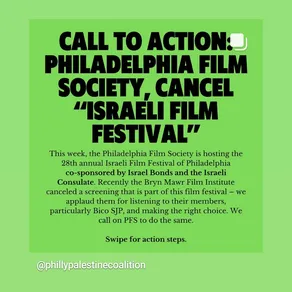 CALL TO ACTION:
PHILADELPHIA FILM
SOCIETY, CANCEL
“ISRAELI FILM
FESTIVAL”
This week, the Philadelphia Film Society is hosting the
28th annual Israeli Film Festival of Philadelphia
co-sponsored by Israel Bonds and the Israeli
Consulate. Recently the Bryn Mawr Film Institute
canceled a screening that is part of this film festival – we
applaud them for listening to their members,
particularly Bico SJP, and making the right choice. We
call on PFS to do the same.
Swipe for action steps.
@phillypalestinecoalition